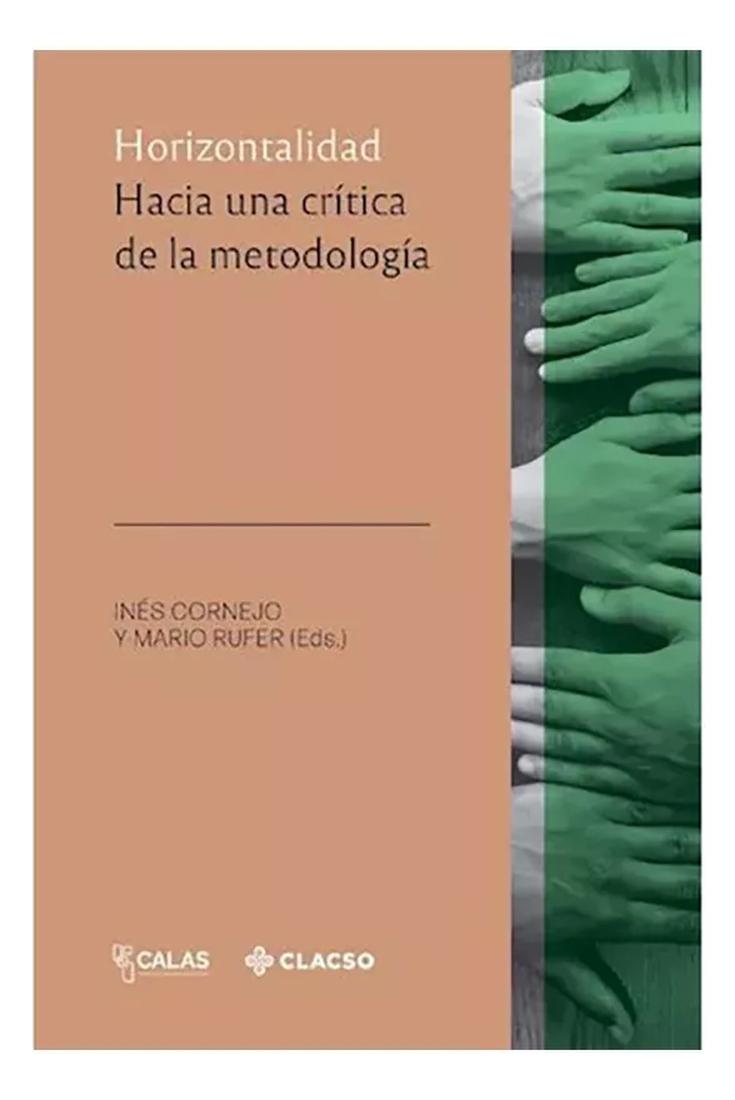 Horizontalidad
Hacia una crítica
de la metodología
INÉS CORNEJO
Y MARIO RUFER (Eds.)
CALAS
CLACSO